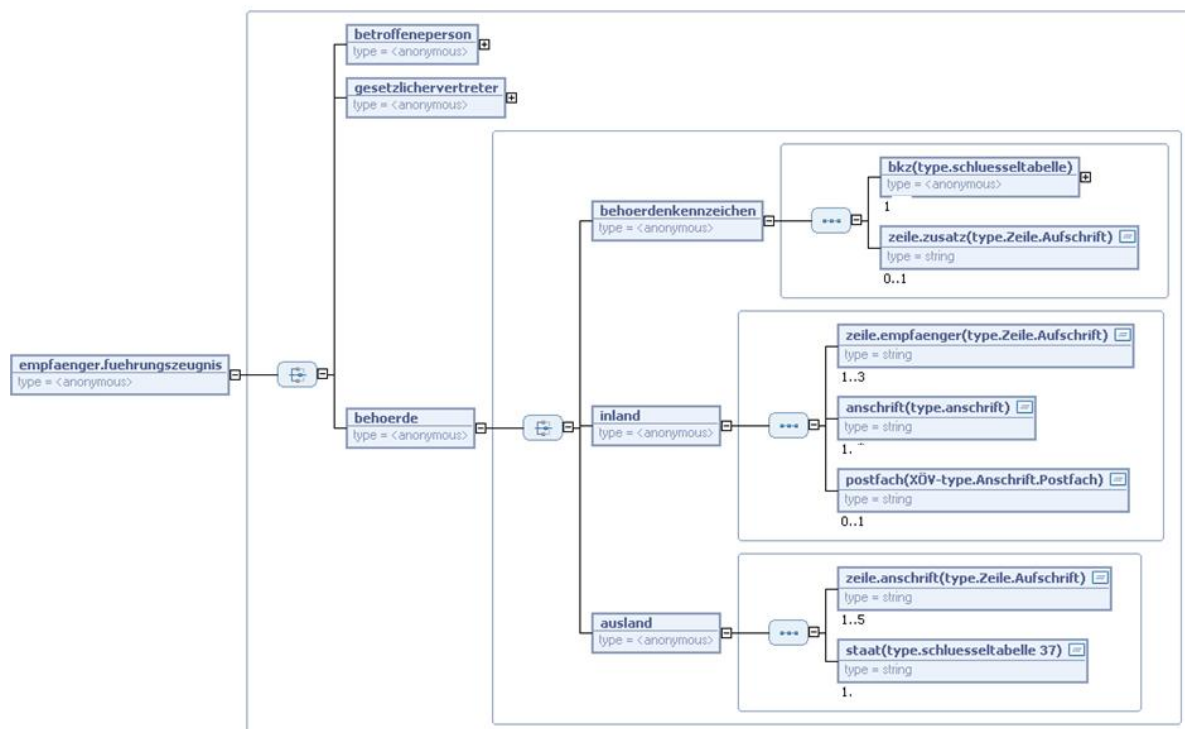 betroffeneperson
type = <anonymous>
gesetzlichervertreter
type = <anonymous>
bkz(type.schluesseltabelle)
type = <anonymous>
1
behoerdenkennzeichen
type = <anonymous>
zeile.zusatz(type.Zeile.Aufschrift)
type = string
0..1
zeile.empfaenger(type.Zeile.Aufschrift)
type = string
1..3
empfaenger.fuehrungszeugnis
type = <anonymous>
behoerde
type = <anonymous>
inland
type = <anonymous>
anschrift(type.anschrift)
type = string
1.
postfach(XÖV-type.Anschrift.Postfach)
type = string
0..1
zeile.anschrift(type.Zeile.Aufschrift)
type = string
1..5
ausland
type = <anonymous>
staat(type.schluesseltabelle 37)
type = string
1.